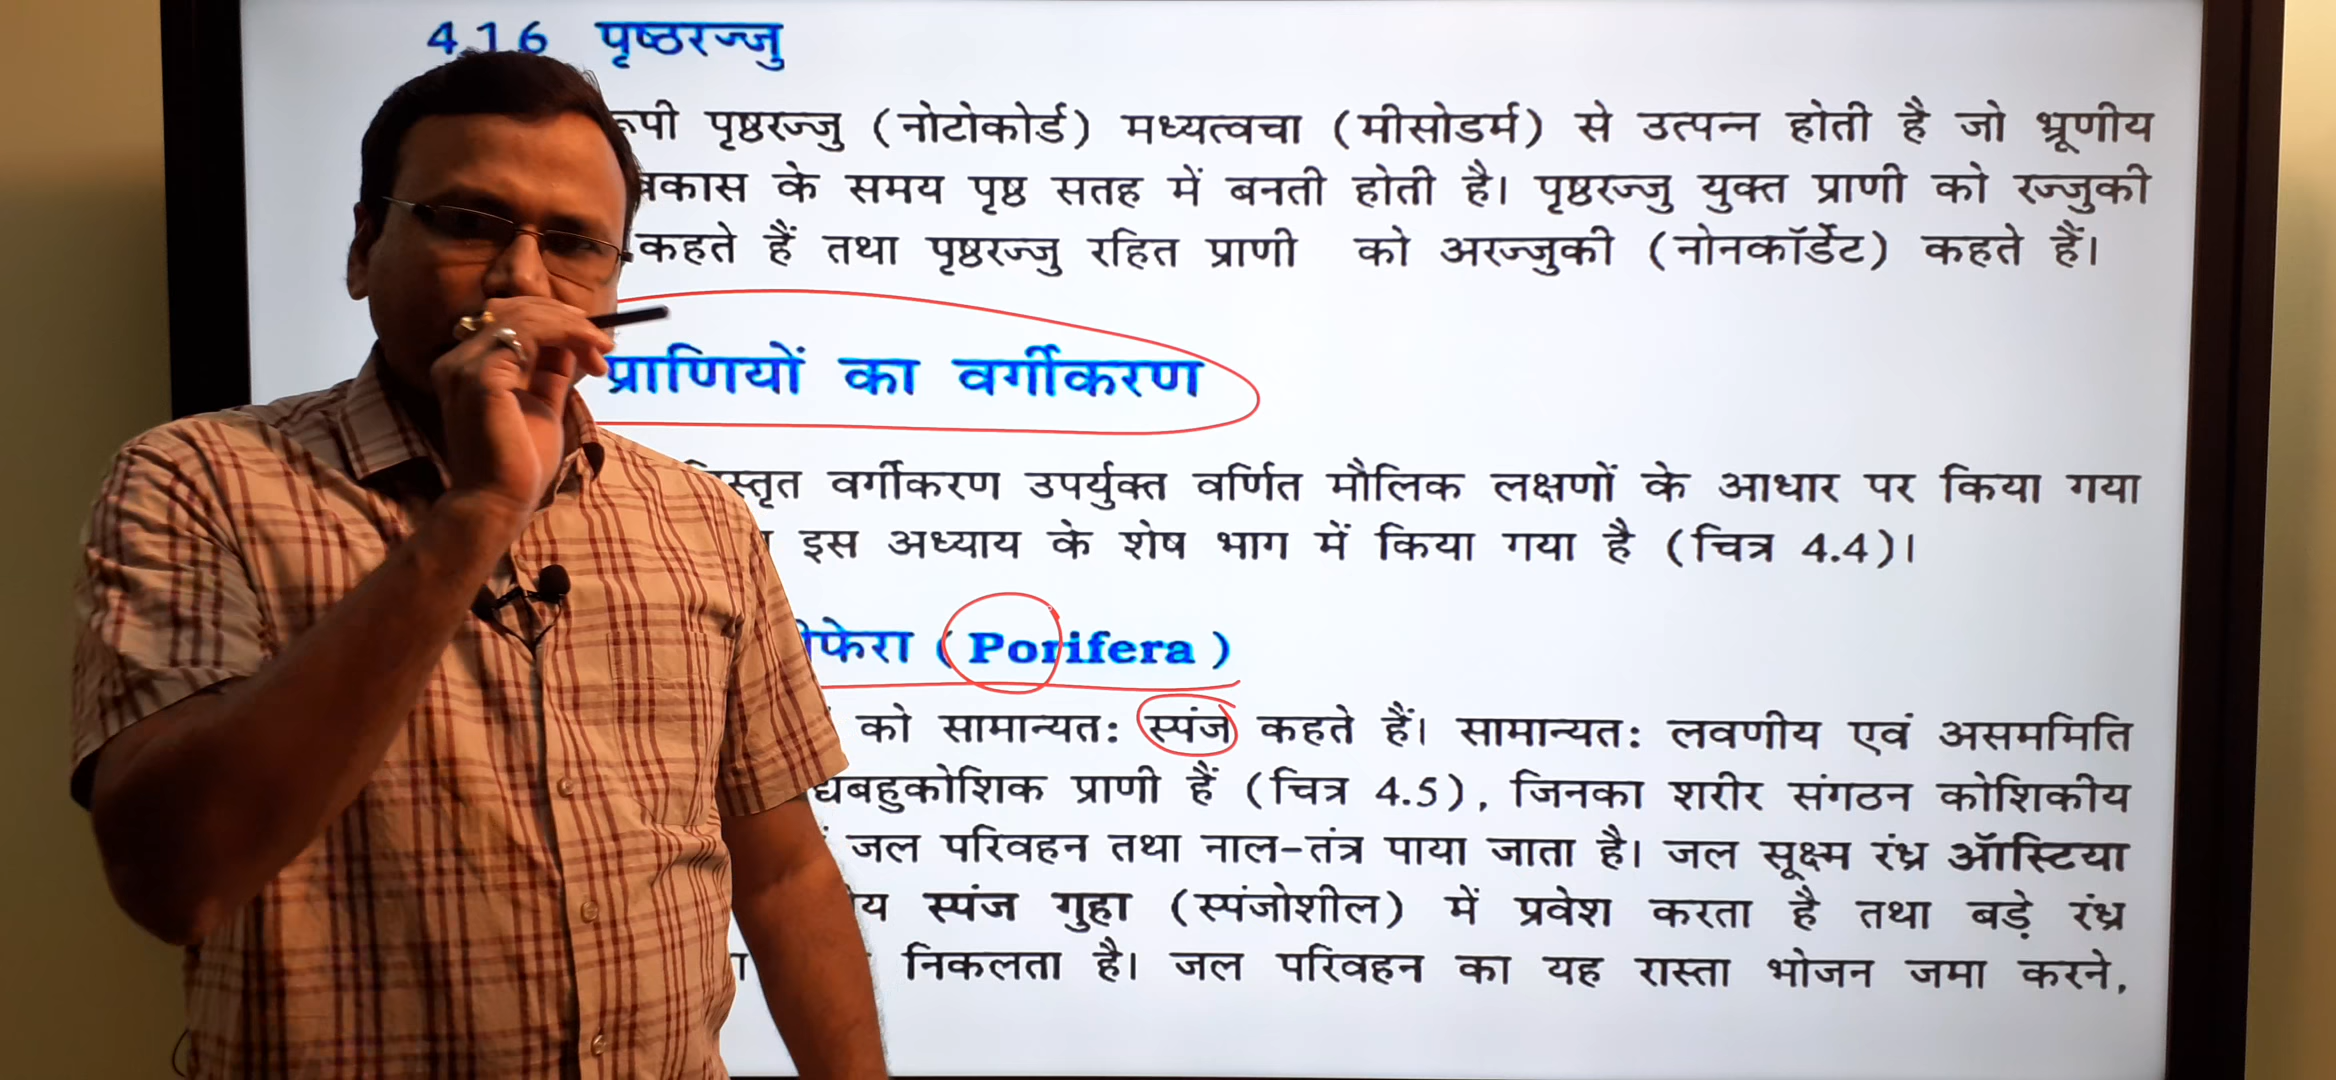 4.1.6 पृष्ठरज्जु
रूपी पृष्ठरज्जु (नोटोकोर्ड) मध्यत्वचा (मीसोडर्म) से उत्पन्न होती है जो भ्रूणीय
के समय पृष्ठ सतह में बनती होती है। पृष्ठरज्जु युक्त प्राणी को रज्जुकी
कहते हैं तथा पृष्ठरज्जु रहित प्राणी को अरज्जुकी (नोनकॉर्डेट) कहते हैं।
प्राणियों का वर्गीकरण
वर्गीकरण उपर्युक्त वर्णित मौलिक लक्षणों के आधार पर किया गया
इस अध्याय के शेष भाग में किया गया है (चित्र 4.4)।
फेरा (Porifera)
को सामान्यत: स्पंज कहते हैं। सामान्यत: लवणीय एवं असममिति
बहुकोशिक प्राणी हैं (चित्र 4.5), जिनका शरीर संगठन कोशिकीय
जल परिवहन तथा नाल-तंत्र पाया जाता है। जल सूक्ष्म रंध्र ऑस्टिया
स्पंज गुहा (स्पंजोशील) में प्रवेश करता है तथा बड़े रंध्र
निकलता है। जल परिवहन का यह रास्ता भोजन जमा करने,